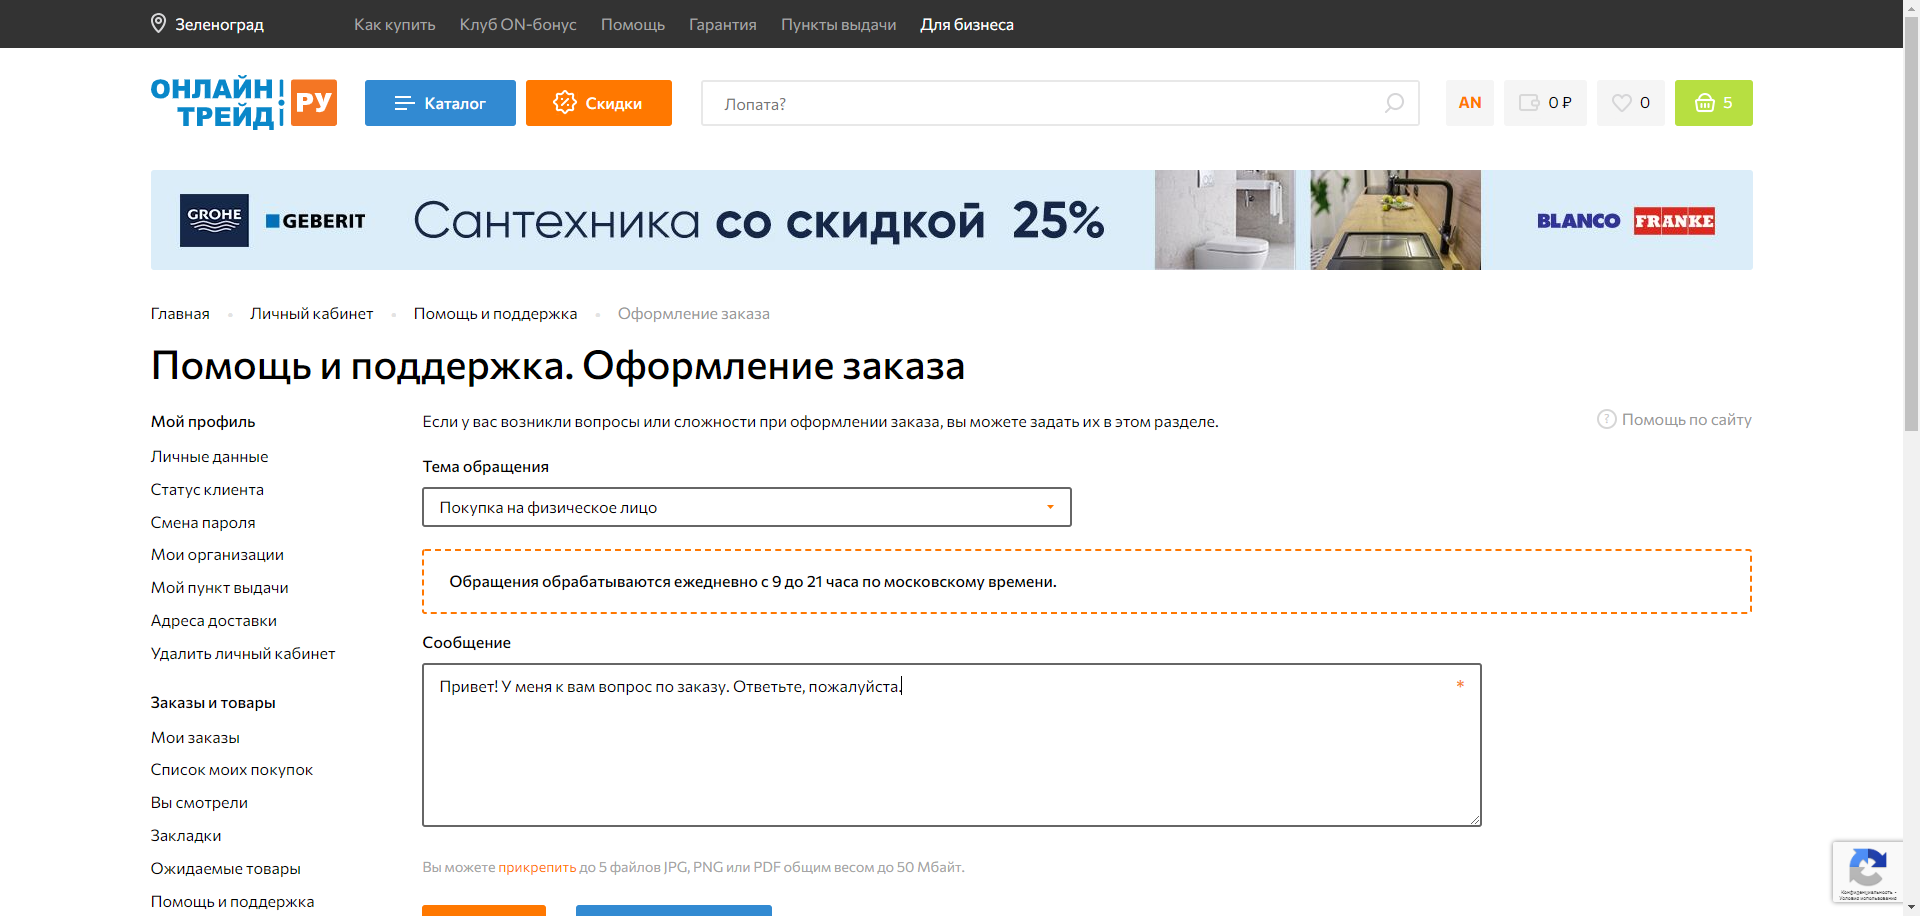 Зеленоград
Как купить
Клуб ON-бонус
Помощь
Гарантия
Пункты выдачи
Для бизнеса
ОНЛАЙН
ТРЕЙД
РУ
Каталог
Скидки
Лопата?
AN
0 ₽
0
5
GROHE
GEBERIT
Сантехника со скидкой 25%
BLANCO
FRANKE
Главная
Личный кабинет
Помощь и поддержка
Оформление заказа
Помощь и поддержка. Оформление заказа
Мой профиль
Личные данные
Статус клиента
Смена пароля
Мои организации
Мой пункт выдачи
Адреса доставки
Удалить личный кабинет
Заказы и товары
Мои заказы
Список моих покупок
Вы смотрели
Закладки
Ожидаемые товары
Помощь и поддержка
Если у вас возникли вопросы или сложности при оформлении заказа, вы можете задать их в этом разделе.
? Помощь по сайту
Тема обращения
Покупка на физическое лицо
Обращения обрабатываются ежедневно с 9 до 21 часа по московскому времени.
Сообщение
Привет! У меня к вам вопрос по заказу. Ответьте, пожалуйста.
*
Вы можете прикрепить до 5 файлов JPG, PNG или PDF общим весом до 50 Мбайт.
Конфиденциальность -
Условия использования